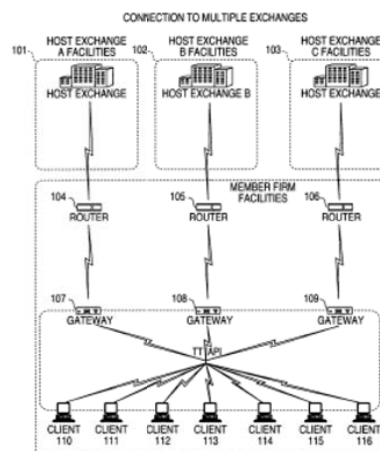 CONNECTION TO MULTIPLE EXCHANGES
101 HOST EXCHANGE A FACILITIES
102 HOST EXCHANGE B FACILITIES
103 HOST EXCHANGE C FACILITIES
HOST EXCHANGE
HOST EXCHANGE B
HOST EXCHANGE
MEMBER FIRM FACILITIES
104 ROUTER
105 ROUTER
106 ROUTER
107 GATEWAY
108 GATEWAY
109 GATEWAY
TT API
CLIENT 110
CLIENT 111
CLIENT 112
CLIENT 113
CLIENT 114
CLIENT 115
CLIENT 116